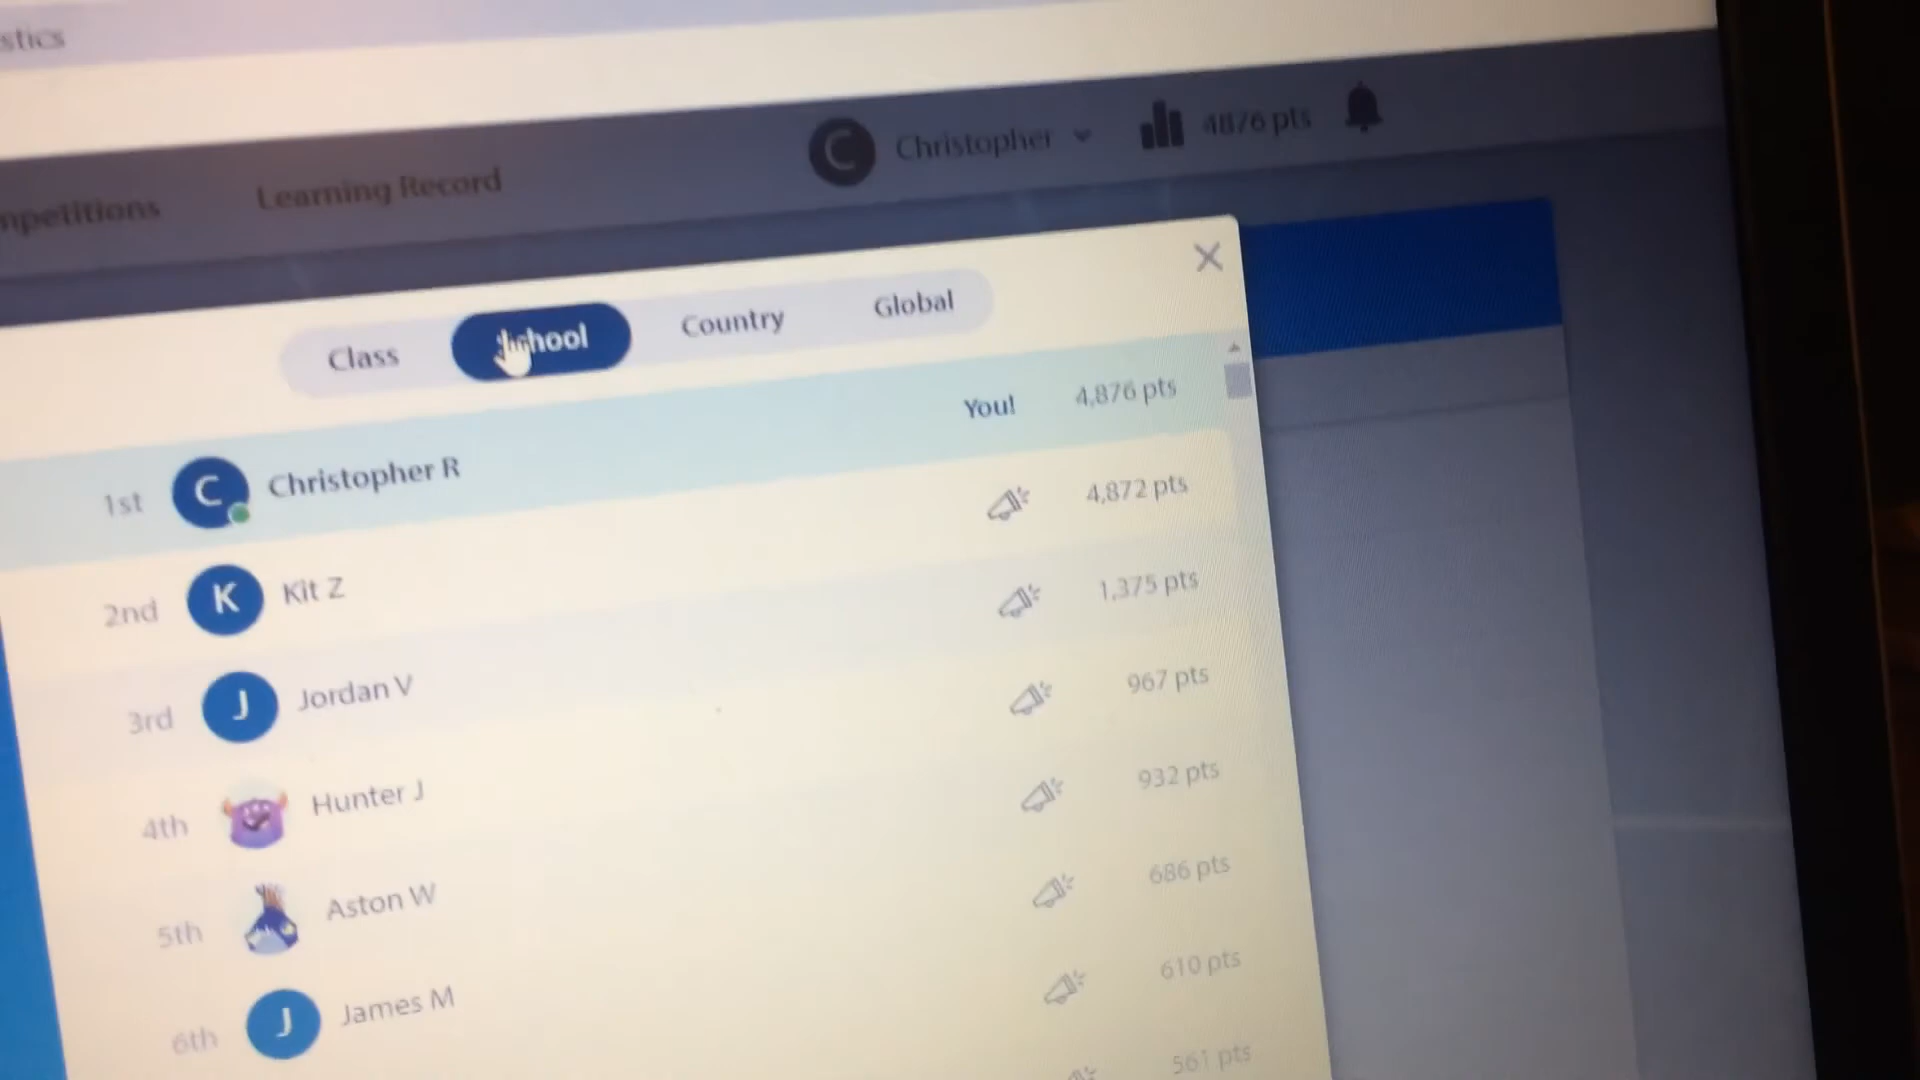 stics
mpetitions
Learning Record
C
Christopher
4876 pts
Class
School
Country
Global
1st
C
Christopher R
You!
4,876 pts
2nd
K
Kit Z
4,872 pts
3rd
J
Jordan V
1,375 pts
4th
Hunter J
967 pts
5th
Aston W
932 pts
6th
J
James M
686 pts
610 pts
561 pts